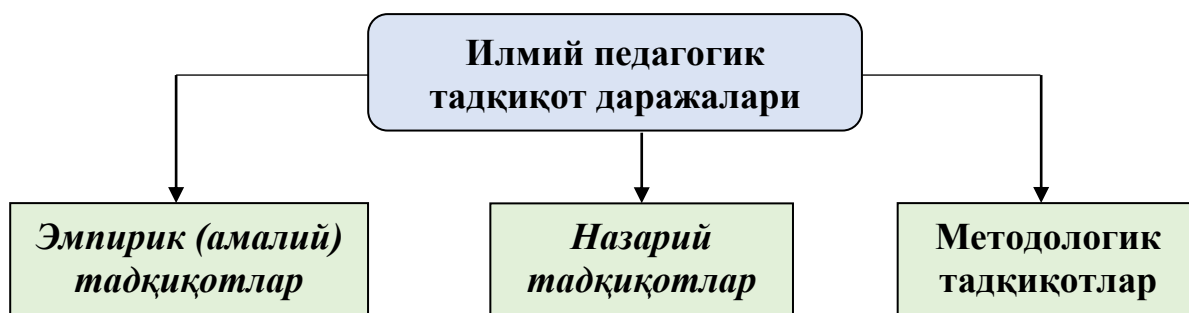 Илмий педагогик
тадқиқот даражалари
Эмпирик (амалий)
тадқиқотлар
Назарий
тадқиқотлар
Методологик
тадқиқотлар